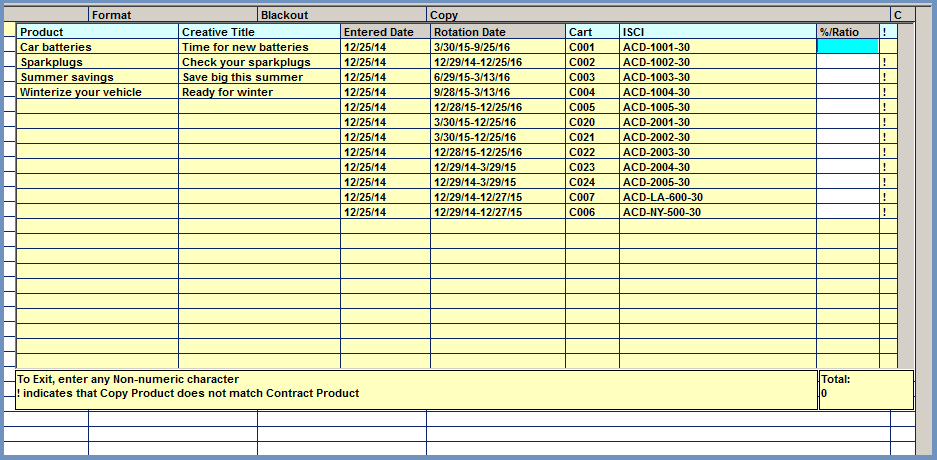 Format Blackout Copy C
Product Creative Title Entered Date Rotation Date Cart ISCI %/Ratio !
Car batteries Time for new batteries 12/25/14 3/30/15-9/25/16 C001 ACD-1001-30
Sparkplugs Check your sparkplugs 12/25/14 12/29/14-12/25/16 C002 ACD-1002-30 !
Summer savings Save big this summer 12/25/14 6/29/15-3/13/16 C003 ACD-1003-30 !
Winterize your vehicle Ready for winter 12/25/14 9/28/15-3/13/16 C004 ACD-1004-30 !
12/25/14 12/28/15-12/25/16 C005 ACD-1005-30 !
12/25/14 3/30/15-12/25/16 C020 ACD-2001-30 !
12/25/14 3/30/15-12/25/16 C021 ACD-2002-30 !
12/25/14 12/28/15-12/25/16 C022 ACD-2003-30 !
12/25/14 12/29/14-3/29/15 C023 ACD-2004-30 !
12/25/14 12/29/14-3/29/15 C024 ACD-2005-30 !
12/25/14 12/29/14-12/27/15 C007 ACD-LA-600-30 !
12/25/14 12/29/14-12/27/15 C006 ACD-NY-500-30 !
To Exit, enter any Non-numeric character Total:
! indicates that Copy Product does not match Contract Product 0